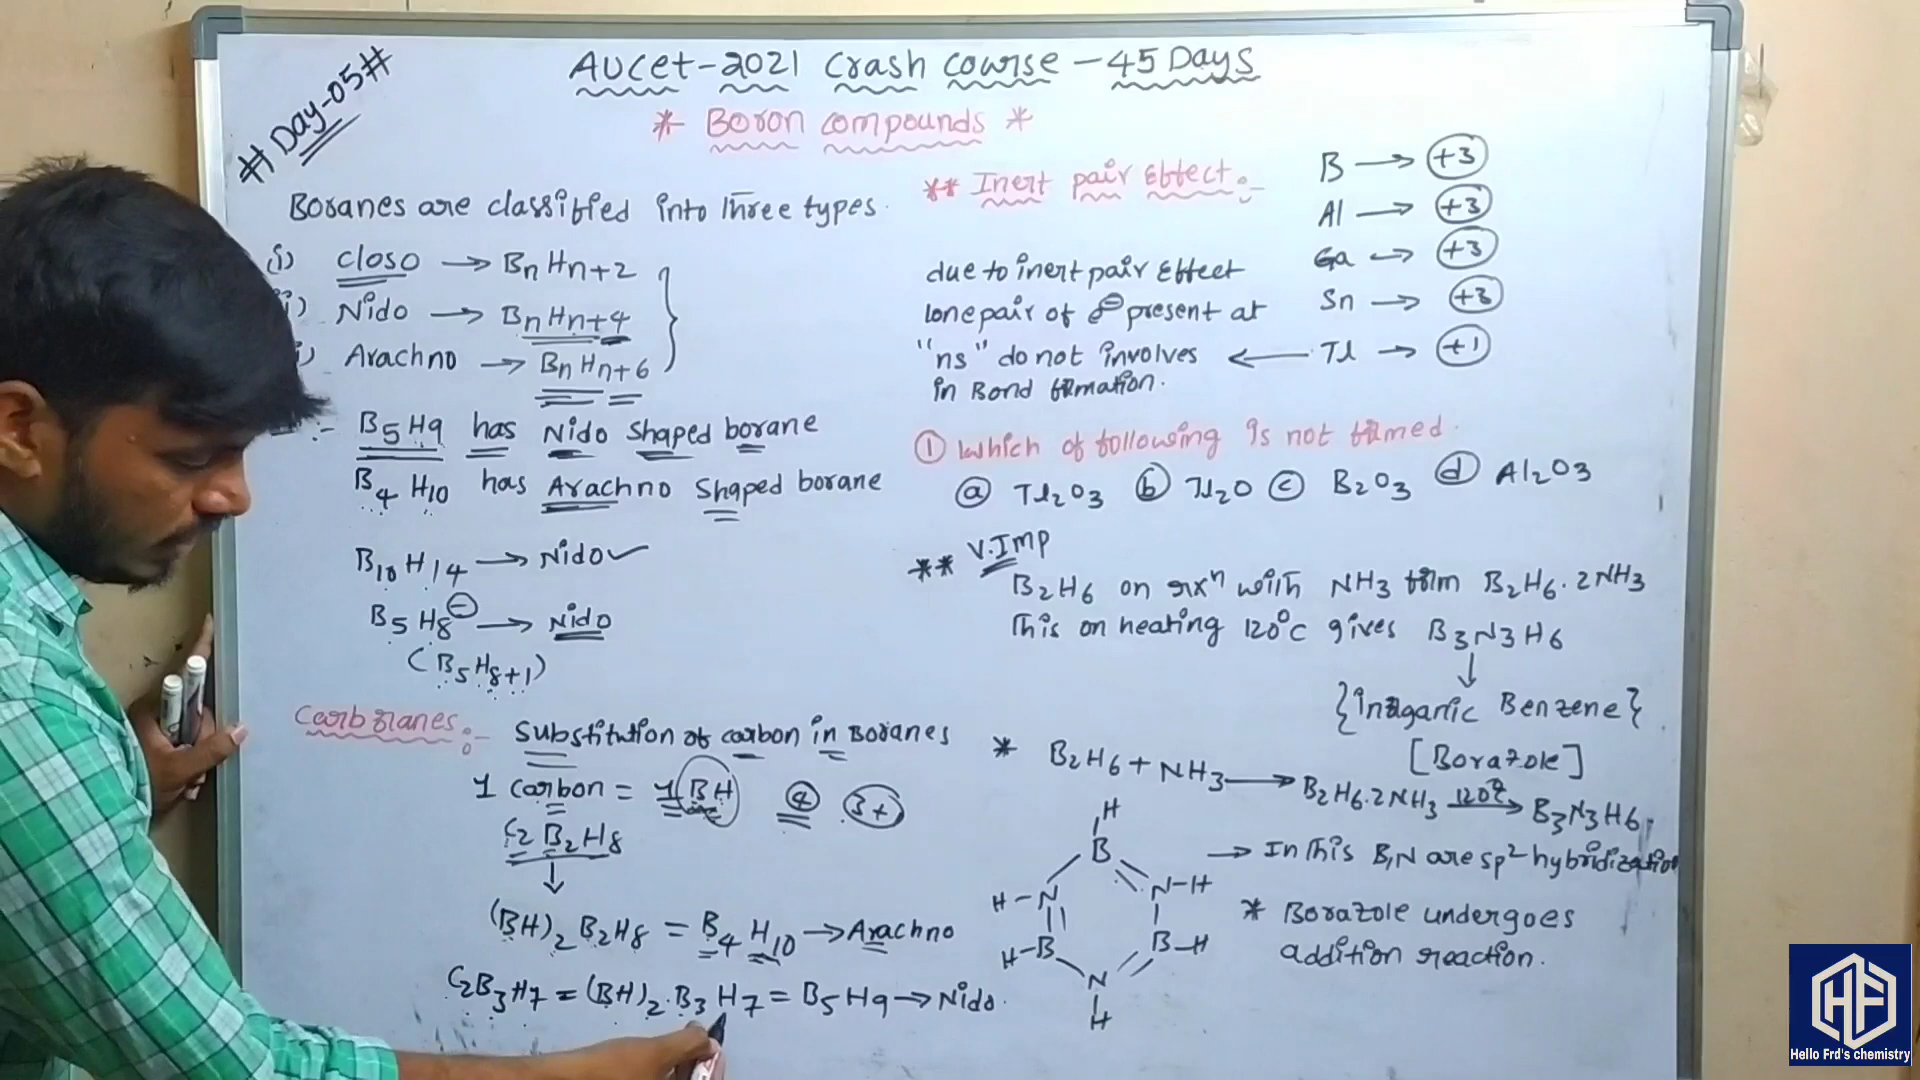 #Day-05#
AUCET-2021 Crash Course - 45 Days
* Boron Compounds *
Boranes are classified into three types.
(i) closo → BnHn+2
Nido → BnHn+4
Arachno → BnHn+6
B5H9 has Nido shaped borane
B4H10 has Arachno shaped borane
B10H14 → Nido ✓
B5H8⊖ → Nido
(B5H8+1)
Carboranes:- Substitution of carbon in Boranes
1 carbon = 1 BH ④ 3+
C2B2H8
↓
(BH)2 B2H8 = B4H10 → Arachno
C2B3H7 = (BH)2.B3H7 = B5H9 → Nido.
** Inert pair Effect:-
B → +3
Al → +3
Ga → +3
Sn → +3
Tl → +1
due to inert pair Effect
lone pair of e⊖ present at
"ns" do not involves ←
in Bond formation.
① Which of following is not formed.
ⓐ Tl2O3 ⓑ Tl2O ⓒ B2O3 ⓓ Al2O3
** V.Imp
B2H6 on rxⁿ with NH3 form B2H6.2NH3
This on heating 120°C gives B3N3H6
↓
{Inorganic Benzene}
[Borazole]
* B2H6 + NH3 → B2H6.2NH3 120°C → B3N3H6
H
B
H-N N-H
H-B B-H
N
H
→ In this B,N are sp² hybridization
* Borazole undergoes
addition reaction.
HF
Hello Frd's chemistry